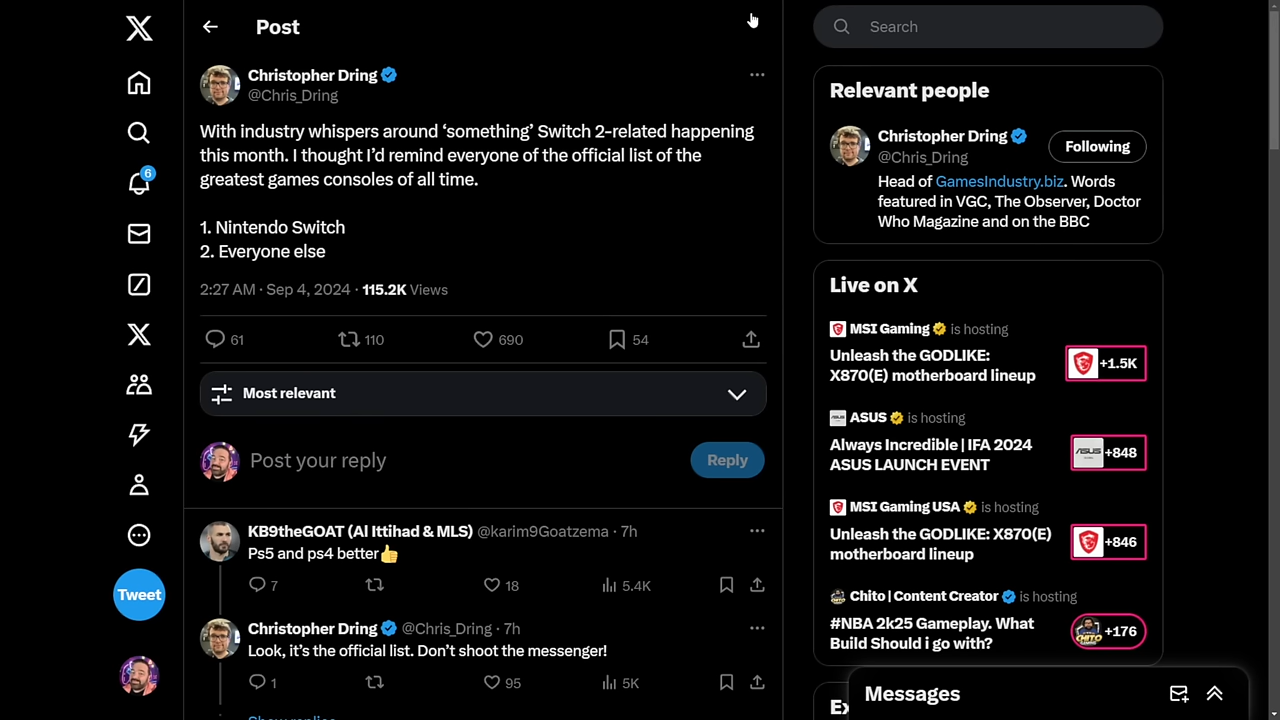 Post
Search
Christopher Dring
@Chris_Dring
With industry whispers around ‘something’ Switch 2-related happening
this month. I thought I’d remind everyone of the official list of the
greatest games consoles of all time.
1. Nintendo Switch
2. Everyone else
2:27 AM · Sep 4, 2024 · 115.2K Views
61 110 690 54
Most relevant
Post your reply
Reply
KB9theGOAT (Al Ittihad & MLS) @karim9Goatzema · 7h
Ps5 and ps4 better👍
7 18 5.4K
Christopher Dring @Chris_Dring · 7h
Look, it’s the official list. Don’t shoot the messenger!
1 95 5K
6
Tweet
Relevant people
Christopher Dring
@Chris_Dring
Following
Head of GamesIndustry.biz. Words
featured in VGC, The Observer, Doctor
Who Magazine and on the BBC
Live on X
MSI Gaming is hosting
Unleash the GODLIKE:
X870(E) motherboard lineup
+1.5K
ASUS is hosting
Always Incredible | IFA 2024
ASUS LAUNCH EVENT
+848
MSI Gaming USA is hosting
Unleash the GODLIKE: X870(E)
motherboard lineup
+846
Chito | Content Creator is hosting
#NBA 2k25 Gameplay. What
Build Should i go with?
+176
Messages